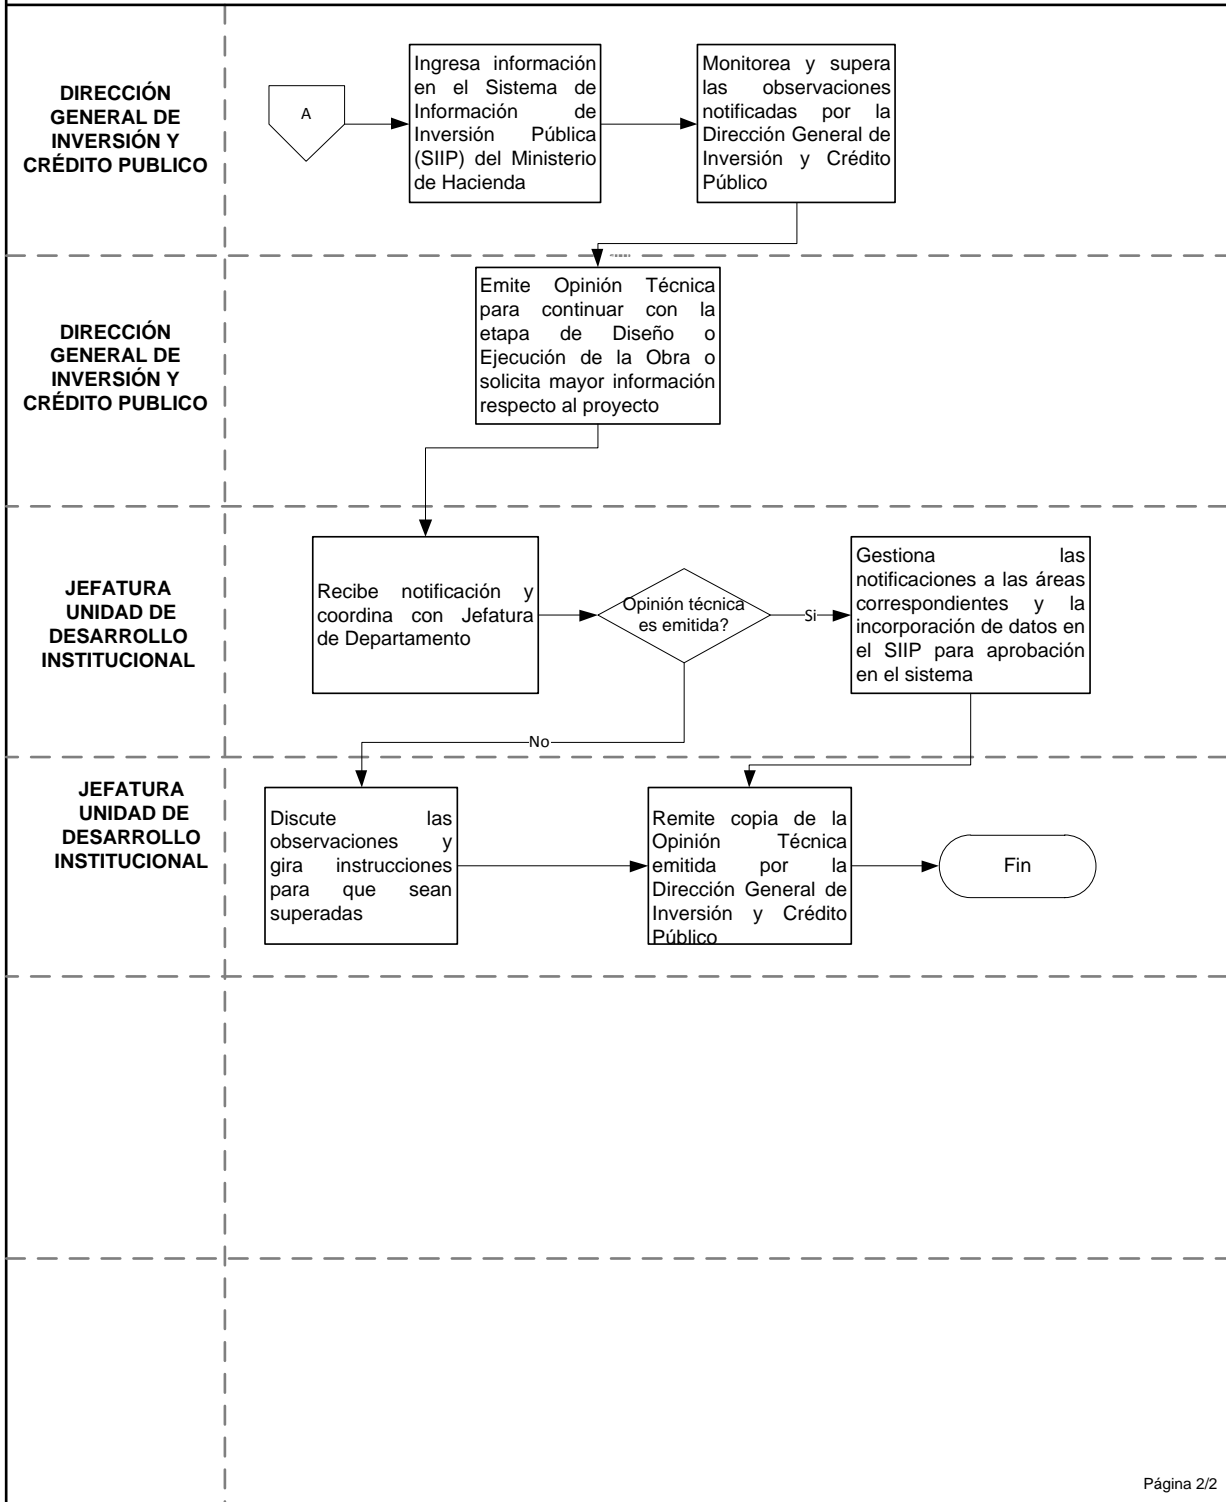 DIRECCIÓN
GENERAL DE
INVERSIÓN Y
CRÉDITO PUBLICO
A
Ingresa información
en el Sistema de
Información de
Inversión Pública
(SIIP) del Ministerio
de Hacienda
Monitorea y supera
las observaciones
notificadas por la
Dirección General de
Inversión y Crédito
Público
DIRECCIÓN
GENERAL DE
INVERSIÓN Y
CRÉDITO PUBLICO
Emite Opinión Técnica
para continuar con la
etapa de Diseño o
Ejecución de la Obra o
solicita mayor información
respecto al proyecto
JEFATURA
UNIDAD DE
DESARROLLO
INSTITUCIONAL
Recibe notificación y
coordina con Jefatura
de Departamento
Opinión técnica
es emitida?
Si
Gestiona las
notificaciones a las áreas
correspondientes y la
incorporación de datos en
el SIIP para aprobación
en el sistema
No
JEFATURA
UNIDAD DE
DESARROLLO
INSTITUCIONAL
Discute las
observaciones y
gira instrucciones
para que sean
superadas
Remite copia de la
Opinión Técnica
emitida por la
Dirección General de
Inversión y Crédito
Público
Fin
Página 2/2